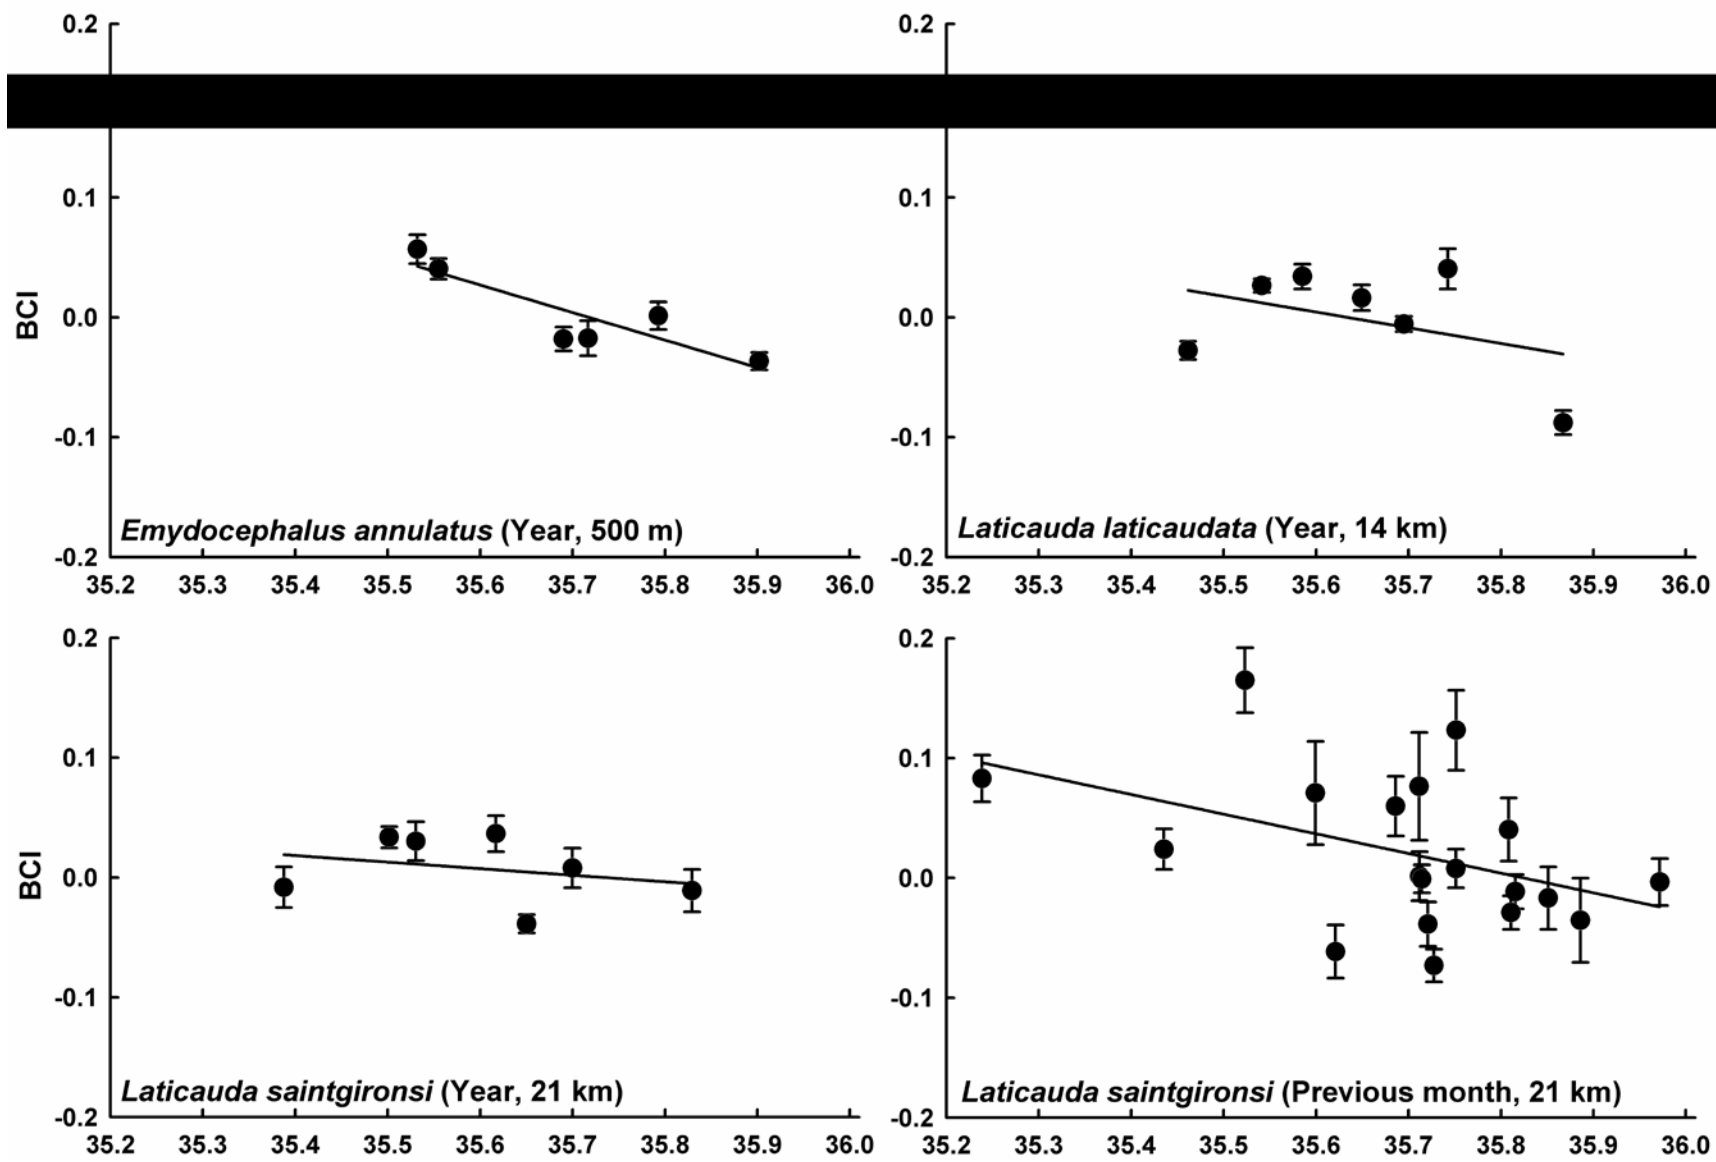 0.2
0.1
0.0
-0.1
-0.2
BCI
Emydocephalus annulatus (Year, 500 m)
35.2 35.3 35.4 35.5 35.6 35.7 35.8 35.9 36.0
0.2
0.1
0.0
-0.1
-0.2
Laticauda laticaudata (Year, 14 km)
35.2 35.3 35.4 35.5 35.6 35.7 35.8 35.9 36.0
0.2
0.1
0.0
-0.1
-0.2
BCI
Laticauda saintgironsi (Year, 21 km)
35.2 35.3 35.4 35.5 35.6 35.7 35.8 35.9 36.0
0.2
0.1
0.0
-0.1
-0.2
Laticauda saintgironsi (Previous month, 21 km)
35.2 35.3 35.4 35.5 35.6 35.7 35.8 35.9 36.0